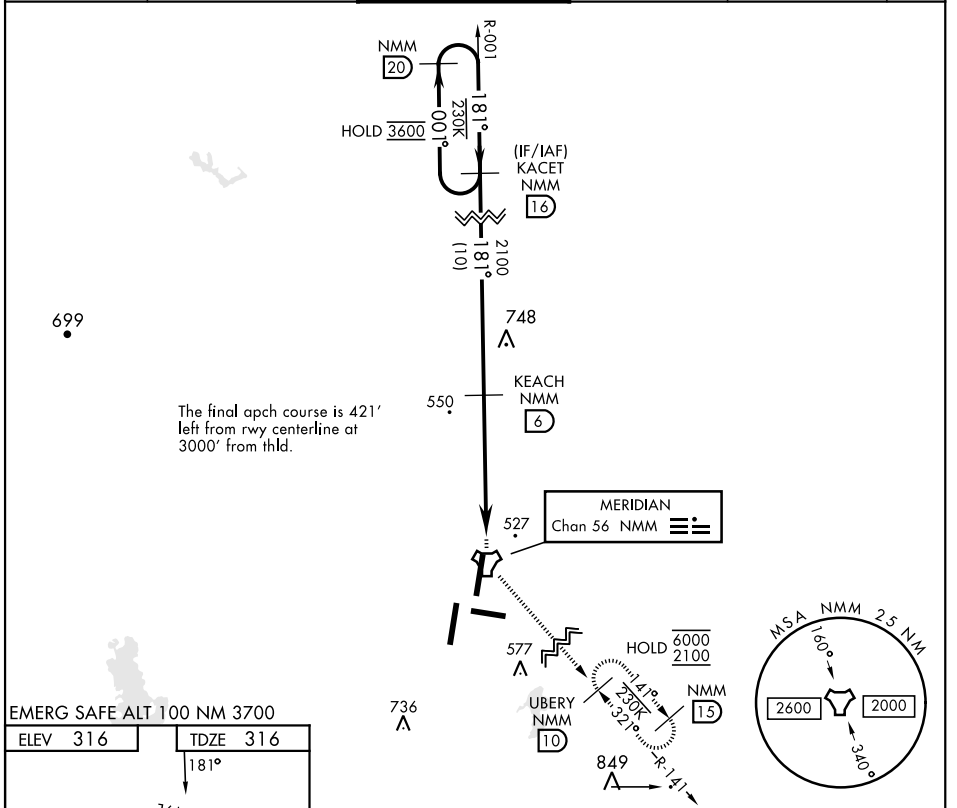 R-001
NMM
20
181°
230K
001°
HOLD 3600
(IF/IAF)
KACET
NMM
16
2100
181°
(10)
748
699
KEACH
NMM
6
550
The final apch course is 421'
left from rwy centerline at
3000' from thld.
MERIDIAN
Chan 56 NMM
527
MSA NMM 25 NM
160°
2600
2000
340°
577
HOLD 6000
2100
141°
230K
321°
NMM
15
UBERY
NMM
10
R-141
849
736
EMERG SAFE ALT 100 NM 3700
ELEV 316
TDZE 316
181°